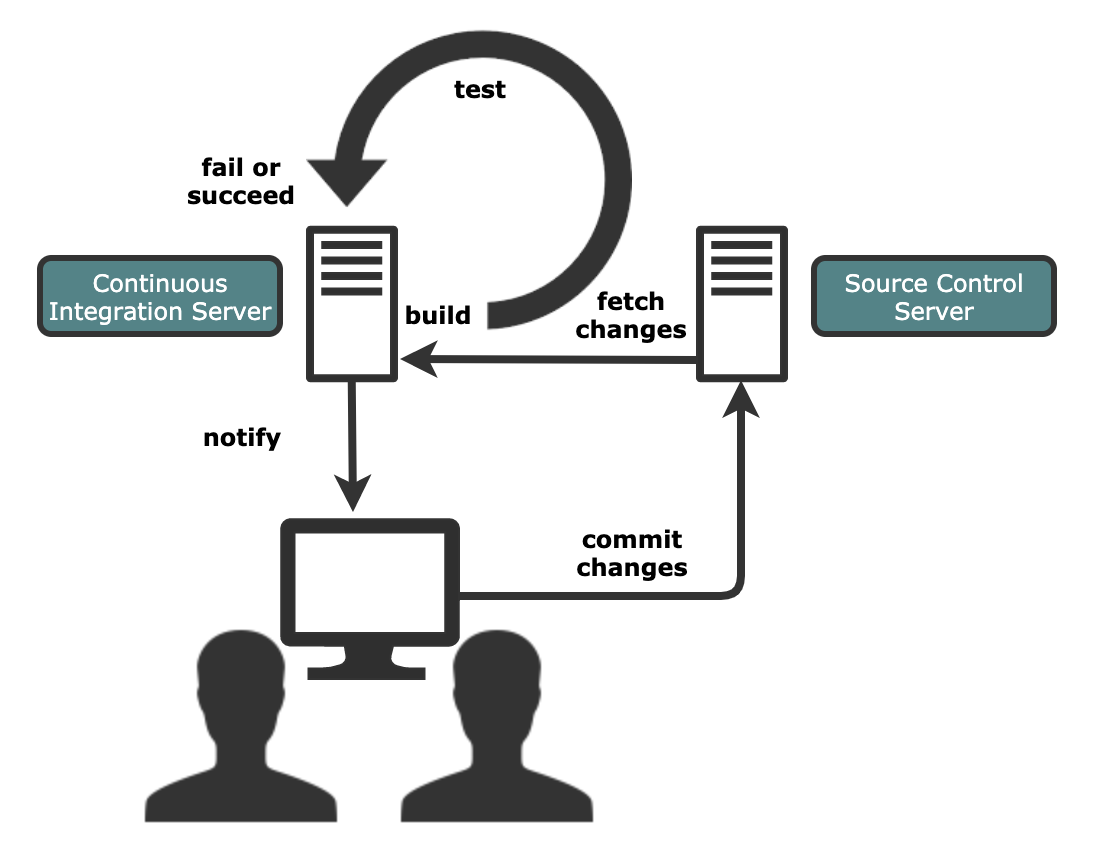 test
fail or
succeed
Continuous
Integration Server
build
fetch
changes
Source Control
Server
notify
commit
changes